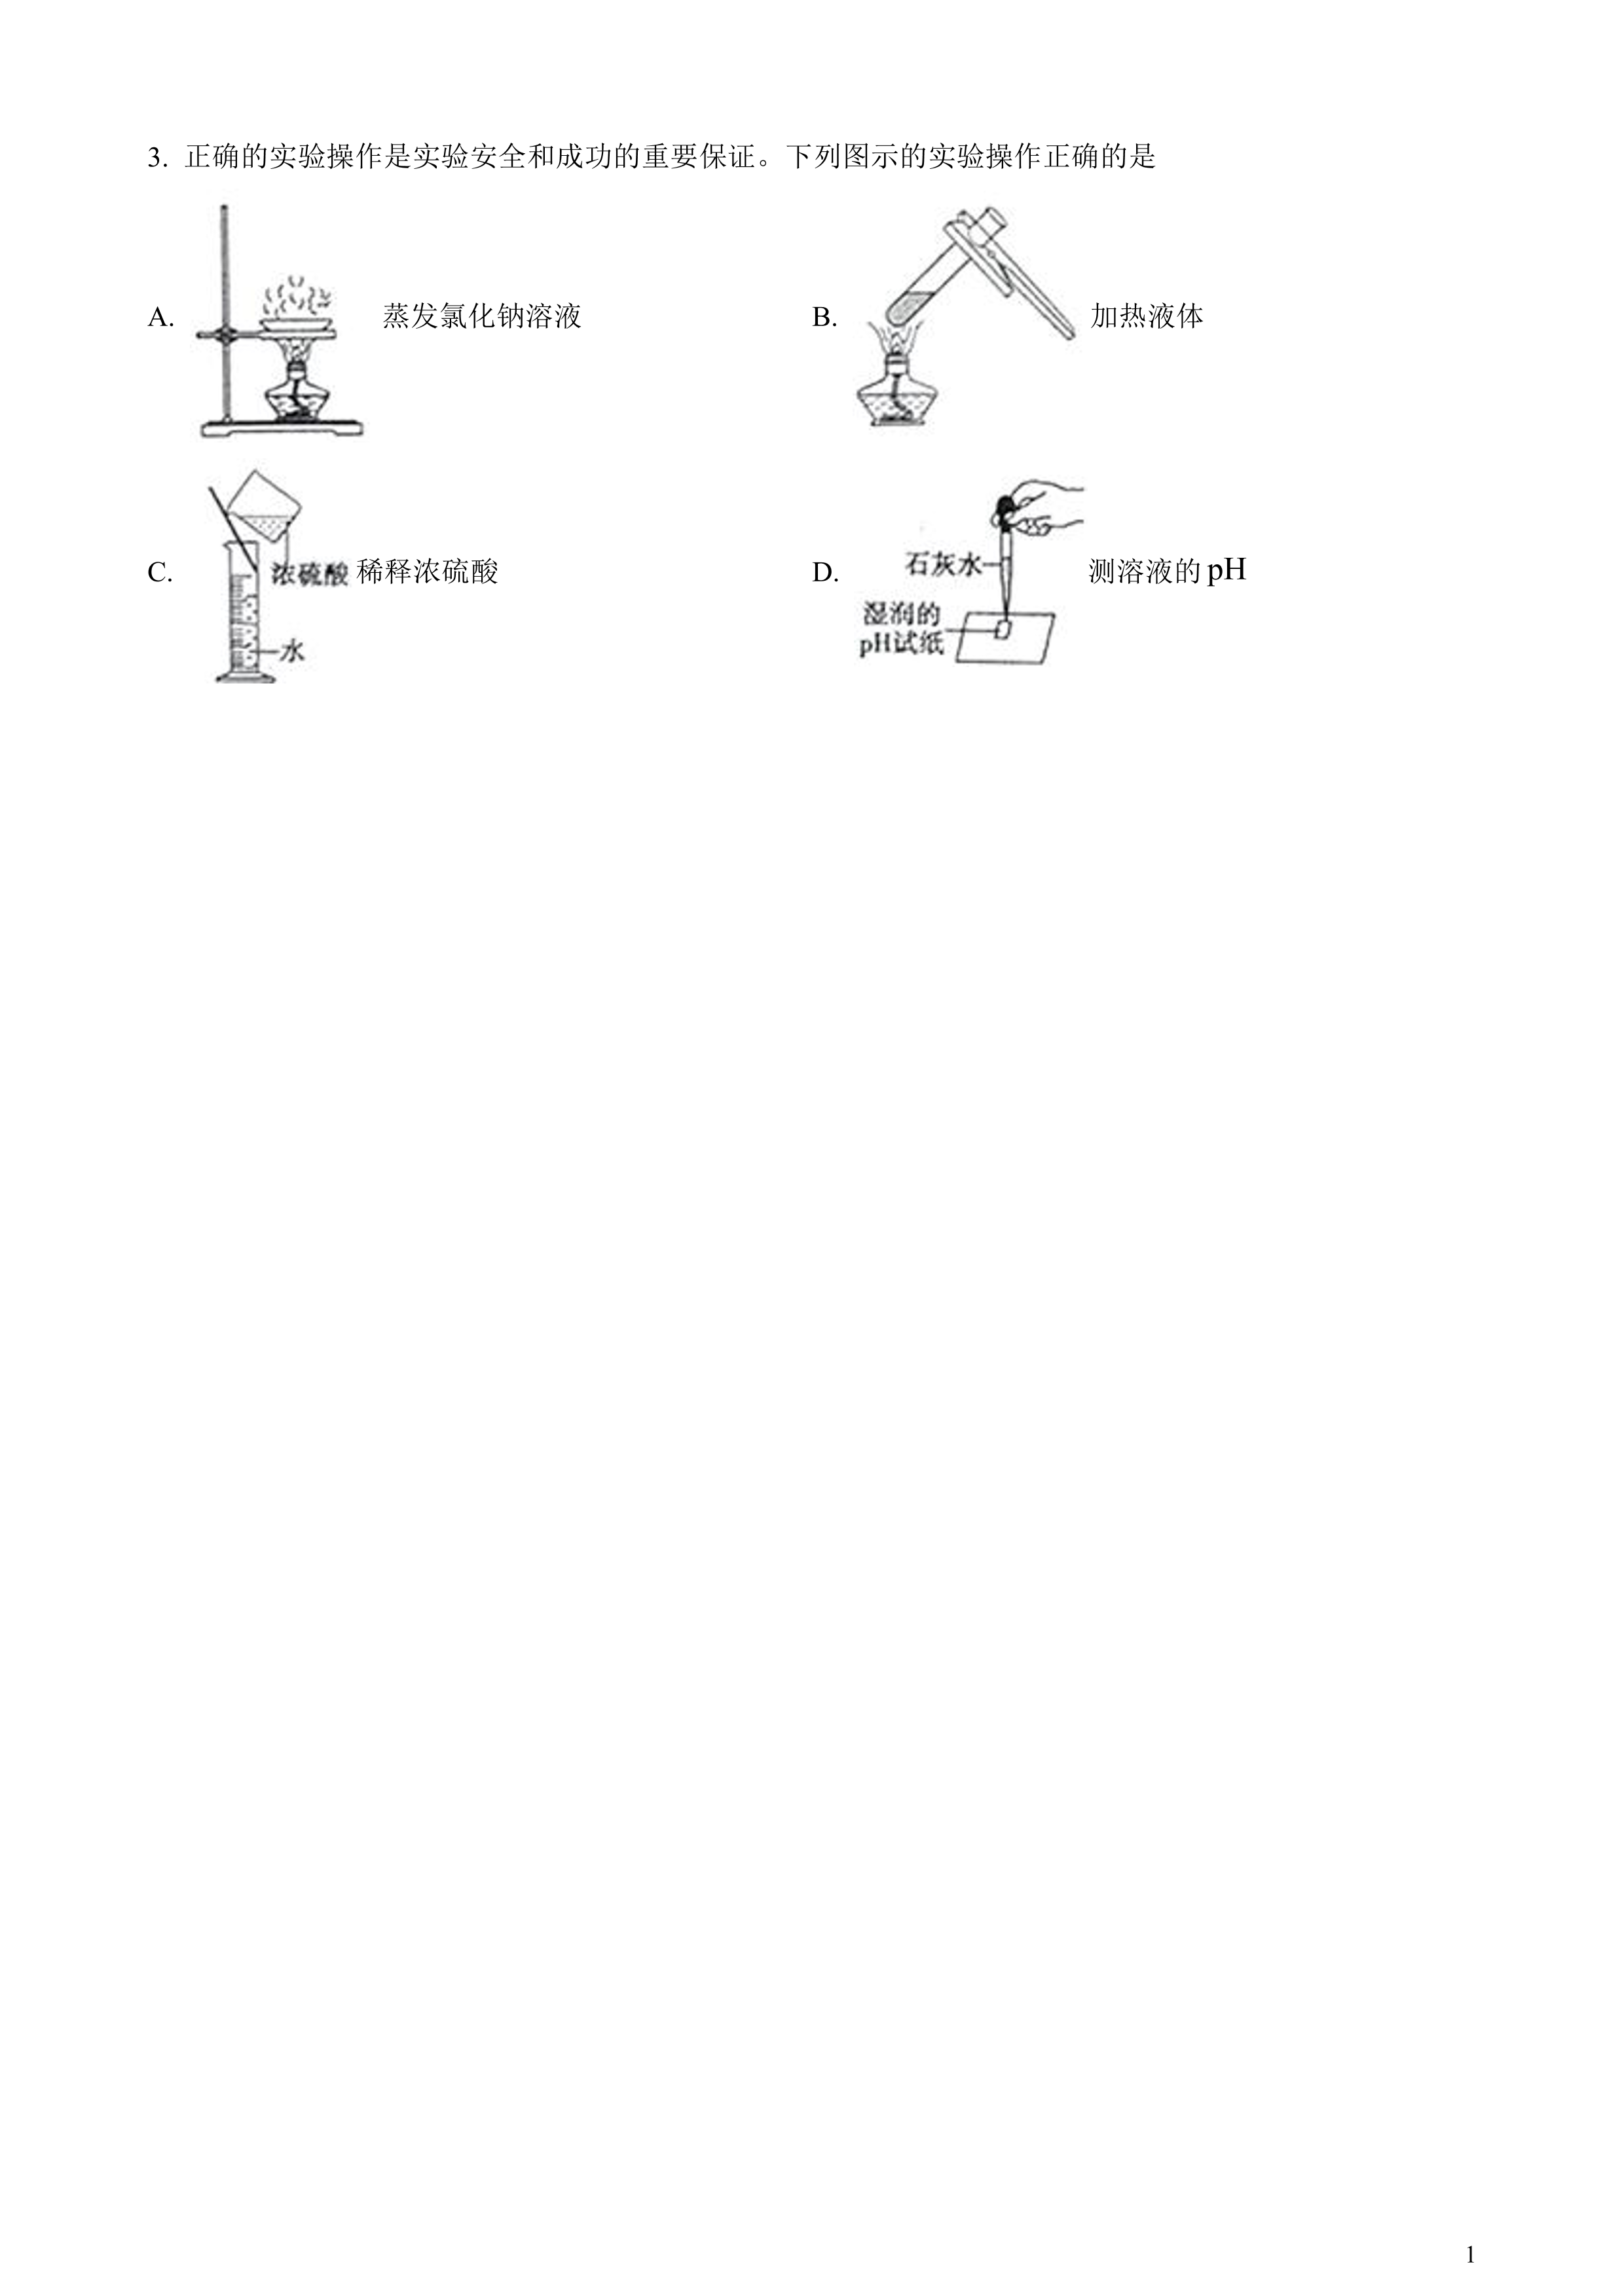 3. 正确的实验操作是实验安全和成功的重要保证。下列图示的实验操作正确的是
A. 蒸发氯化钠溶液
B. 加热液体
C. 浓硫酸 水 稀释浓硫酸
D. 石灰水 湿润的 pH试纸 测溶液的 pH
1